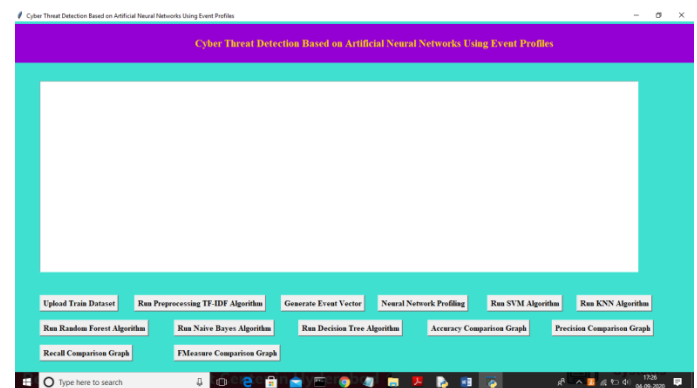 Cyber Threat Detection Based on Artificial Neural Networks Using Event Profiles
Cyber Threat Detection Based on Artificial Neural Networks Using Event Profiles
Upload Train Dataset Run Preprocessing TF-IDF Algorithm Generate Event Vector Neural Network Profiling Run SVM Algorithm Run KNN Algorithm
Run Random Forest Algorithm Run Naive Bayes Algorithm Run Decision Tree Algorithm Accuracy Comparison Graph Precision Comparison Graph
Recall Comparison Graph FMeasure Comparison Graph
Type here to search
17:26
04-09-2020